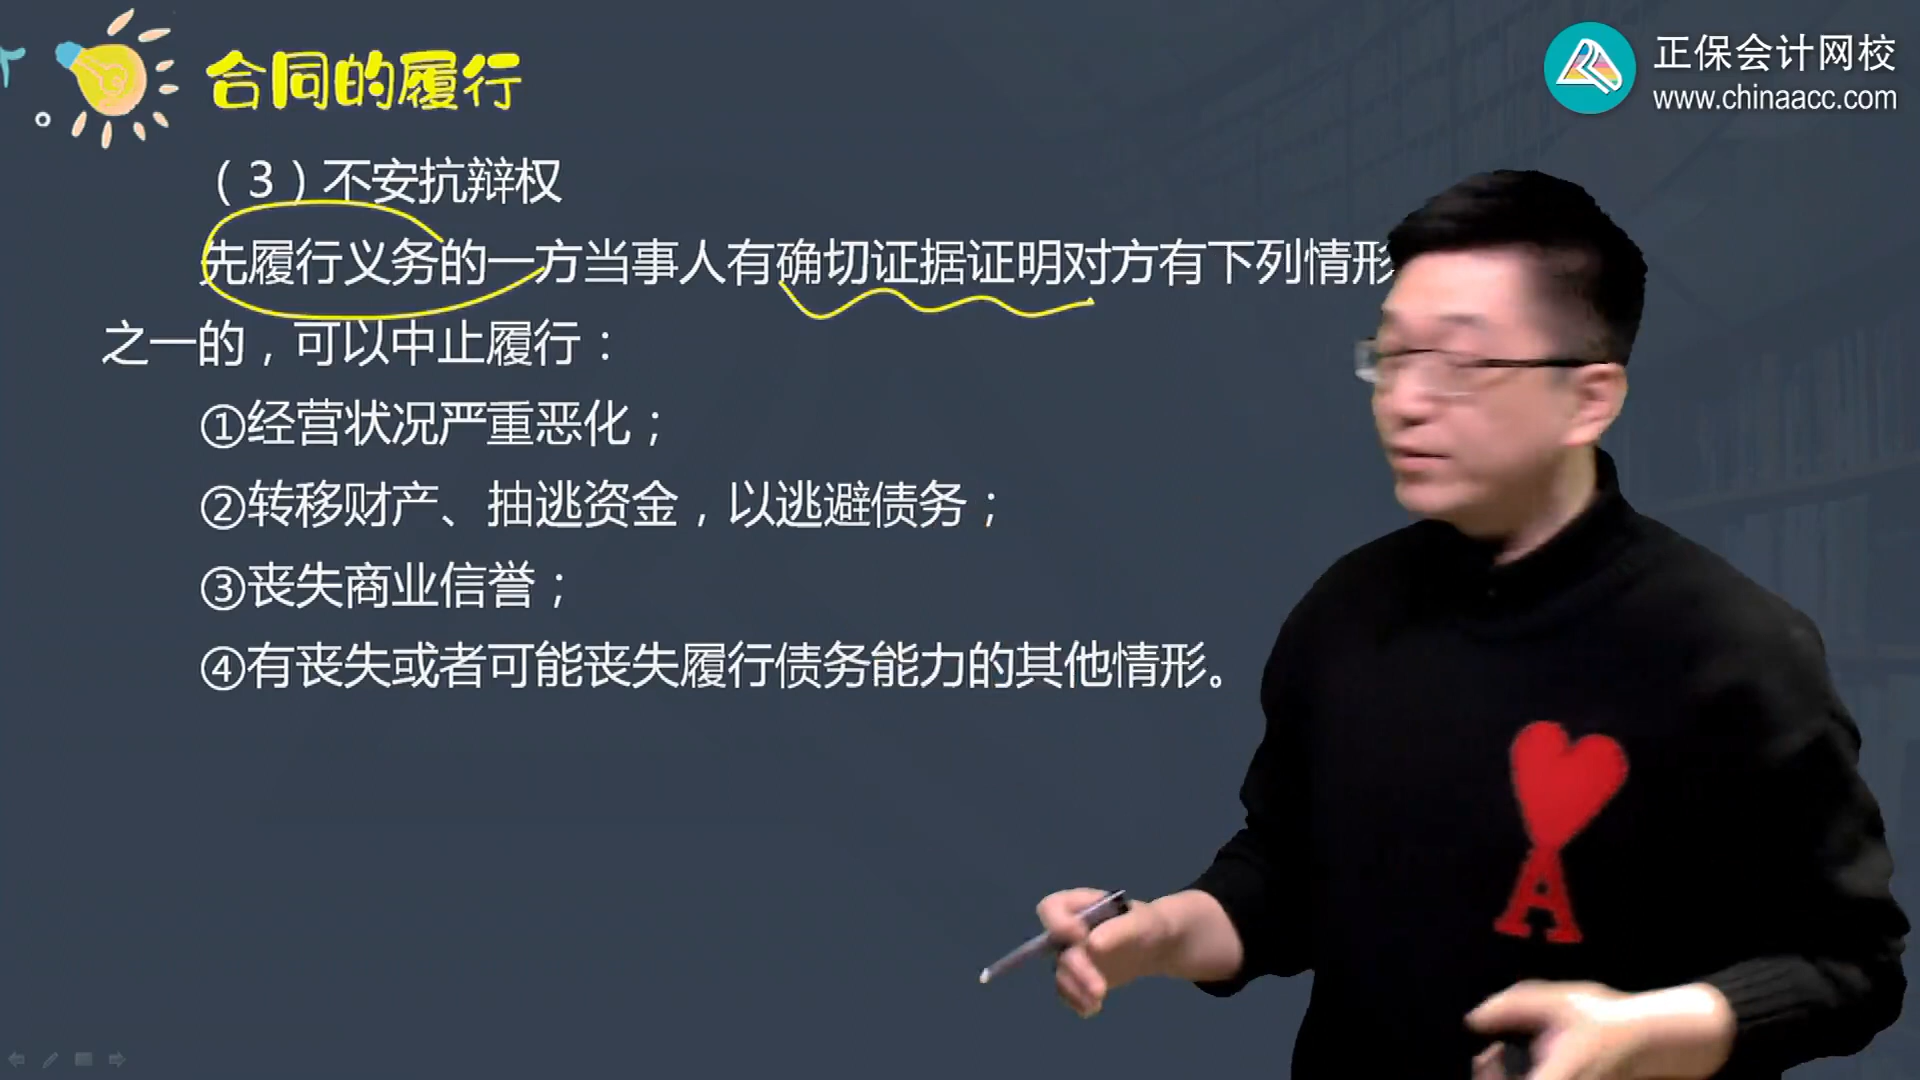 合同的履行
正保会计网校
www.chinaacc.com
（3）不安抗辩权
先履行义务的一方当事人有确切证据证明对方有下列情形
之一的，可以中止履行：
①经营状况严重恶化；
②转移财产、抽逃资金，以逃避债务；
③丧失商业信誉；
④有丧失或者可能丧失履行债务能力的其他情形。
A